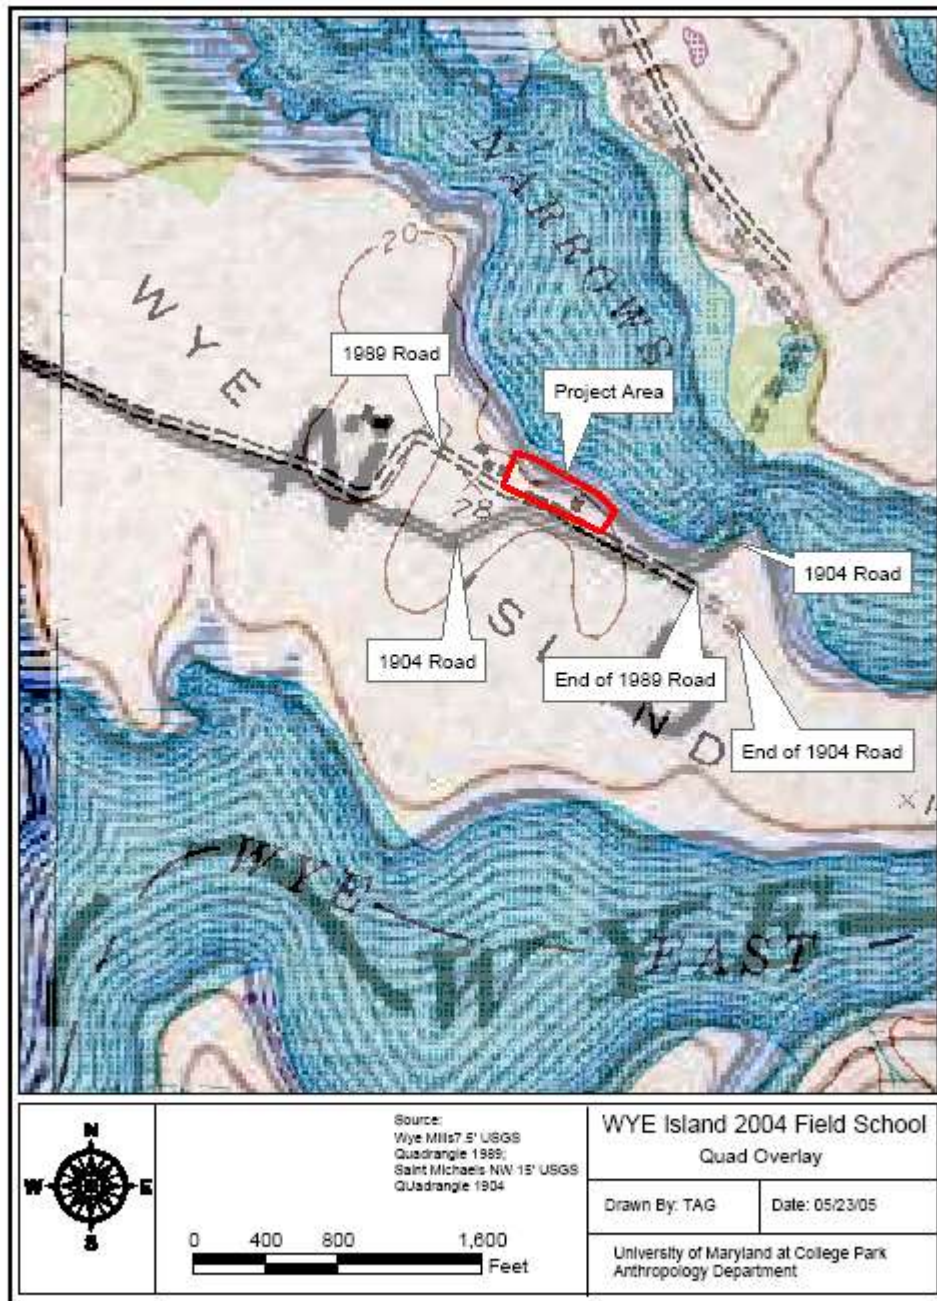 NARROWS
20
WYE
1989 Road
Project Area
28
1904 Road
1904 Road
ISLAND
End of 1989 Road
End of 1904 Road
WYE
WYE
EAST
N
W
E
S
Source:
Wye Mills7.5' USGS
Quadrangle 1989;
Saint Michaels NW 15' USGS
QUadrangle 1904
0 400 800 1,600
Feet
WYE Island 2004 Field School
Quad Overlay
Drawn By: TAG
Date: 05/23/05
University of Maryland at College Park
Anthropology Department